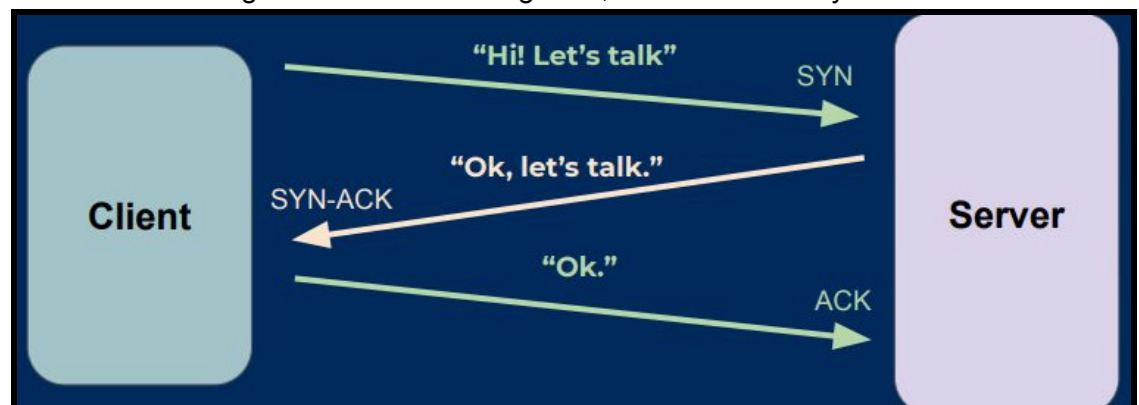 “Hi! Let’s talk”
SYN
“Ok, let’s talk.”
SYN-ACK
Client
Server
“Ok.”
ACK